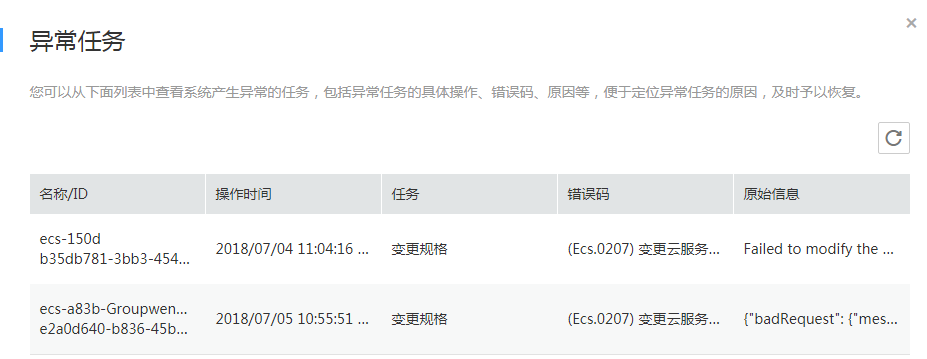 异常任务
您可以从下面列表中查看系统产生异常的任务，包括异常任务的具体操作、错误码、原因等，便于定位异常任务的原因，及时予以恢复。
名称/ID 操作时间 任务 错误码 原始信息
ecs-150d
b35db781-3bb3-454... 2018/07/04 11:04:16 ... 变更规格 (Ecs.0207) 变更云服务... Failed to modify the ...
ecs-a83b-Groupwen...
e2a0d640-b836-45b... 2018/07/05 10:55:51 ... 变更规格 (Ecs.0207) 变更云服务... {"badRequest": {"mes...